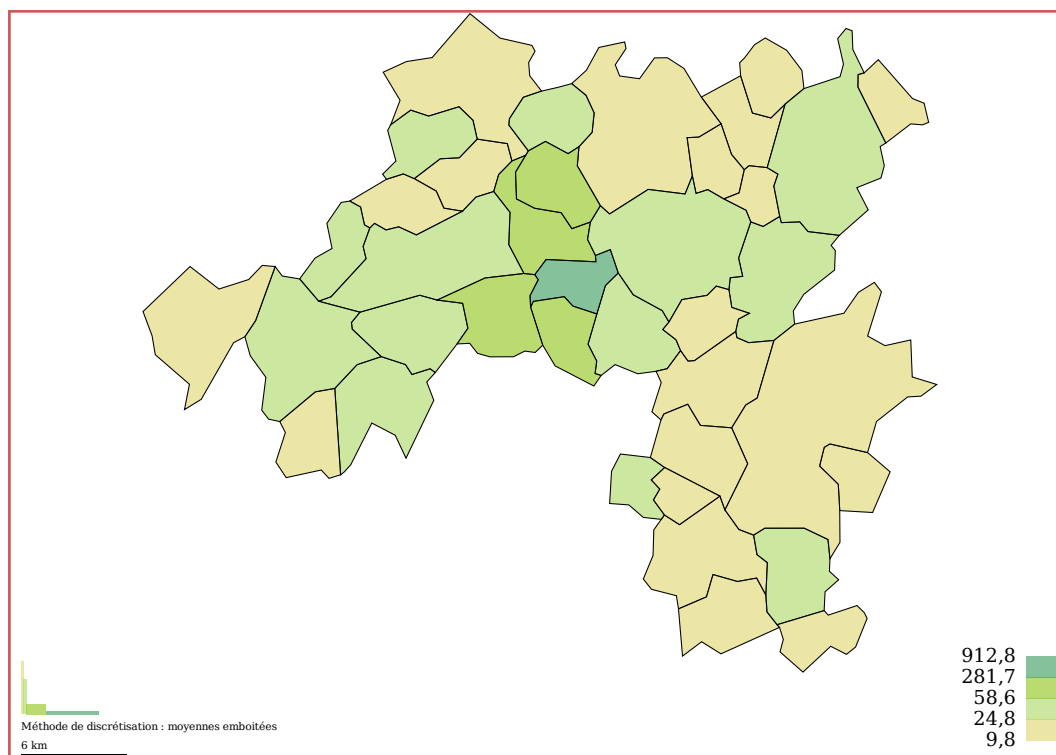 912,8
281,7
58,6
24,8
9,8
Méthode de discrétisation : moyennes emboitées
6 km